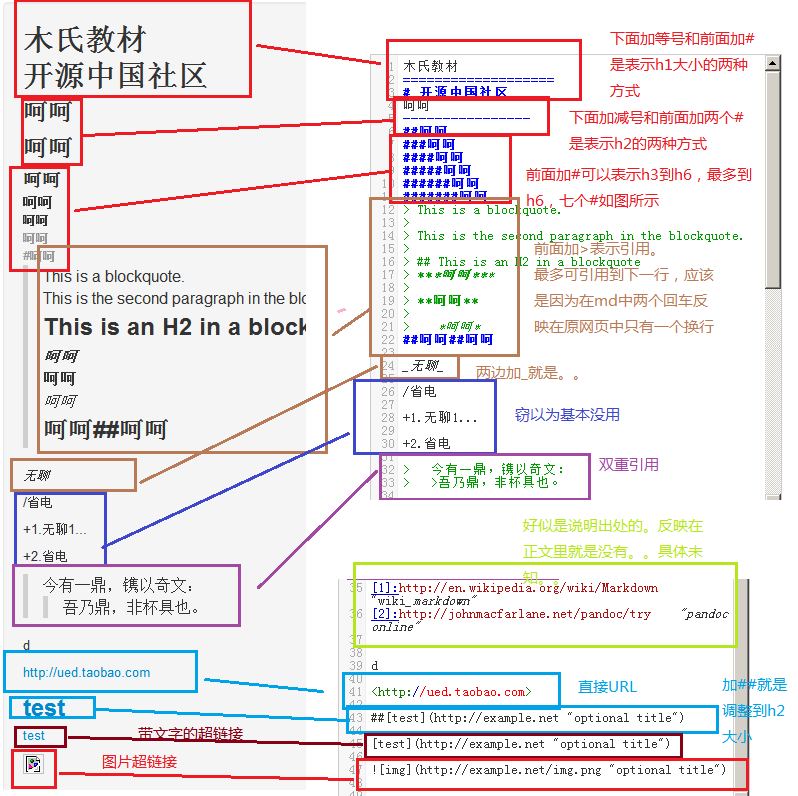 木氏教材
开源中国社区
呵呵
呵呵
呵呵
呵呵
呵呵
呵呵
#呵呵
This is a blockquote.
This is the second paragraph in the blo
This is an H2 in a block
呵呵
呵呵
呵呵
呵呵##呵呵
无聊
/省电
+1.无聊1...
+2.省电
今有一鼎，镌以奇文：
吾乃鼎，非杯具也。
d
http://ued.taobao.com
test
test
带文字的超链接
图片超链接
1 木氏教材
2 ===================
3 # 开源中国社区
4 呵呵
5 ----------------
6 ##呵呵
7 ###呵呵
8 ####呵呵
9 #####呵呵
10 ######呵呵
11 #######呵呵
12 > This is a blockquote.
13 >
14 > This is the second paragraph in the blockquote.
15 >
16 > ## This is an H2 in a blockquote
17 > ***呵呵***
18 >
19 > **呵呵**
20 >
21 > *呵呵*
22 ##呵呵##呵呵
23
24 _无聊_
25
26 /省电
27
28 +1.无聊1...
29
30 +2.省电
31
32 > 今有一鼎，镌以奇文：
33 > >吾乃鼎，非杯具也。
34
下面加等号和前面加#
是表示h1大小的两种
方式
下面加减号和前面加两个#
是表示h2的两种方式
前面加#可以表示h3到h6，最多到
h6，七个#如图所示
前面加>表示引用。
最多可引用到下一行，应该
是因为在md中两个回车反
映在原网页中只有一个换行
两边加_就是。。
窃以为基本没用
双重引用
好似是说明出处的。反映在
正文里就是没有。。具体未
知。。
35 [1]:http://en.wikipedia.org/wiki/Markdown
"wiki_markdown"
36 [2]:http://johnmacfarlane.net/pandoc/try "pandoc
online"
37
38
39 d
40
41 <http://ued.taobao.com>
42
43 ##[test](http://example.net "optional title")
44
45 [test](http://example.net "optional title")
46
47 ![img](http://example.net/img.png "optional title")
48
直接URL
加##就是
调整到h2
大小